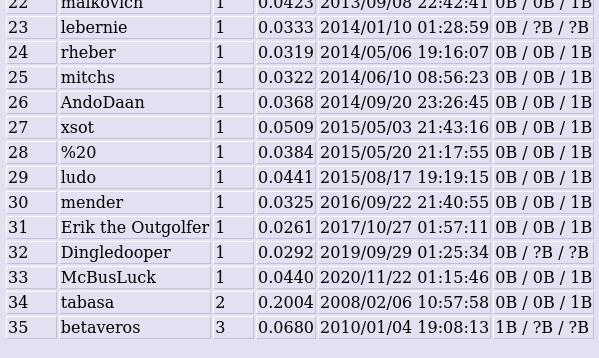 22 malkovich 1 0.0423 2013/09/08 22:42:41 0B / 0B / 1B
23 lebernie 1 0.0333 2014/01/10 01:28:59 0B / ?B / ?B
24 rheber 1 0.0319 2014/05/06 19:16:07 0B / 0B / 1B
25 mitchs 1 0.0322 2014/06/10 08:56:23 0B / 0B / 1B
26 AndoDaan 1 0.0368 2014/09/20 23:26:45 0B / 0B / 1B
27 xsot 1 0.0509 2015/05/03 21:43:16 0B / 0B / 1B
28 %20 1 0.0384 2015/05/20 21:17:55 0B / 0B / 1B
29 ludo 1 0.0441 2015/08/17 19:19:15 0B / 0B / 1B
30 mender 1 0.0325 2016/09/22 21:40:55 0B / 0B / 1B
31 Erik the Outgolfer 1 0.0261 2017/10/27 01:57:11 0B / 0B / 1B
32 Dingledooper 1 0.0292 2019/09/29 01:25:34 0B / ?B / ?B
33 McBusLuck 1 0.0440 2020/11/22 01:15:46 0B / 0B / 1B
34 tabasa 2 0.2004 2008/02/06 10:57:58 0B / 0B / 1B
35 betaveros 3 0.0680 2010/01/04 19:08:13 1B / ?B / ?B